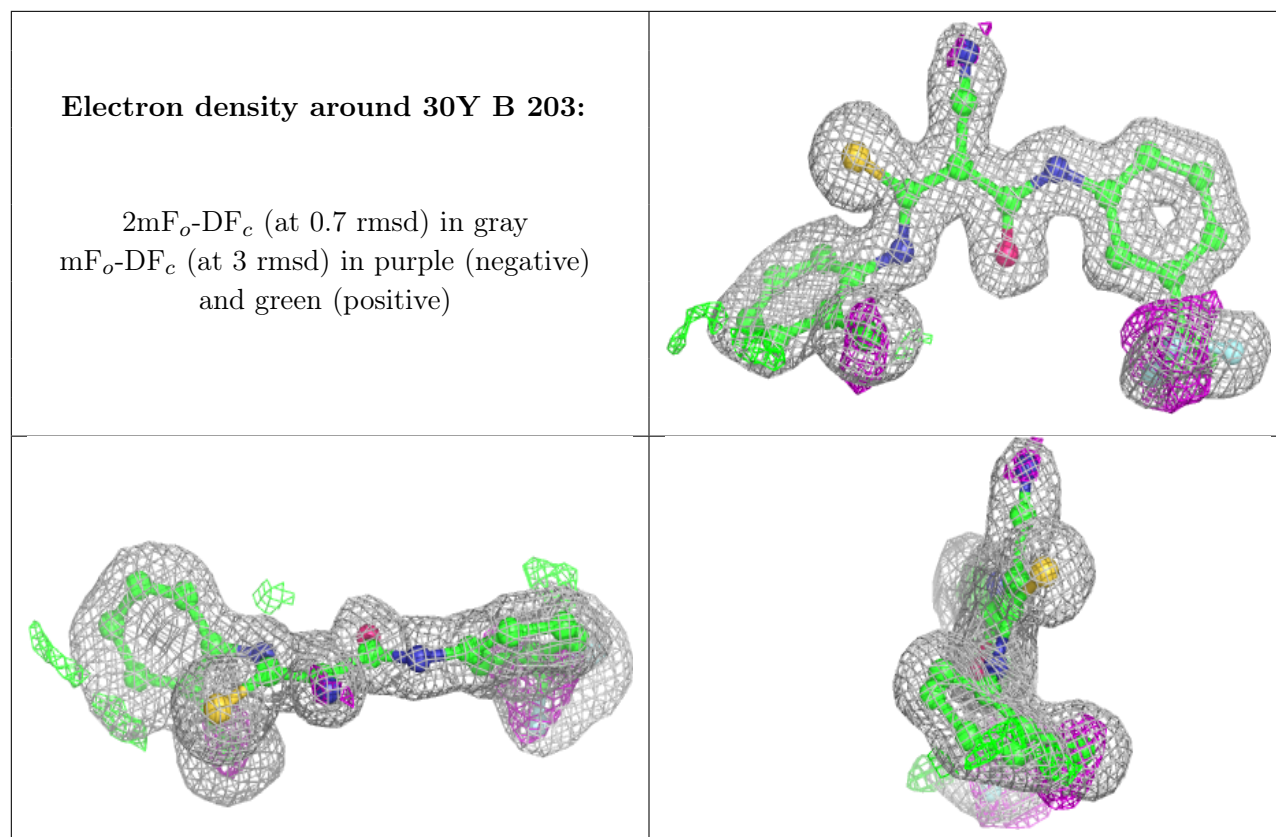 Electron density around 30Y B 203:
2mFo-DFc (at 0.7 rmsd) in gray
mFo-DFc (at 3 rmsd) in purple (negative)
and green (positive)